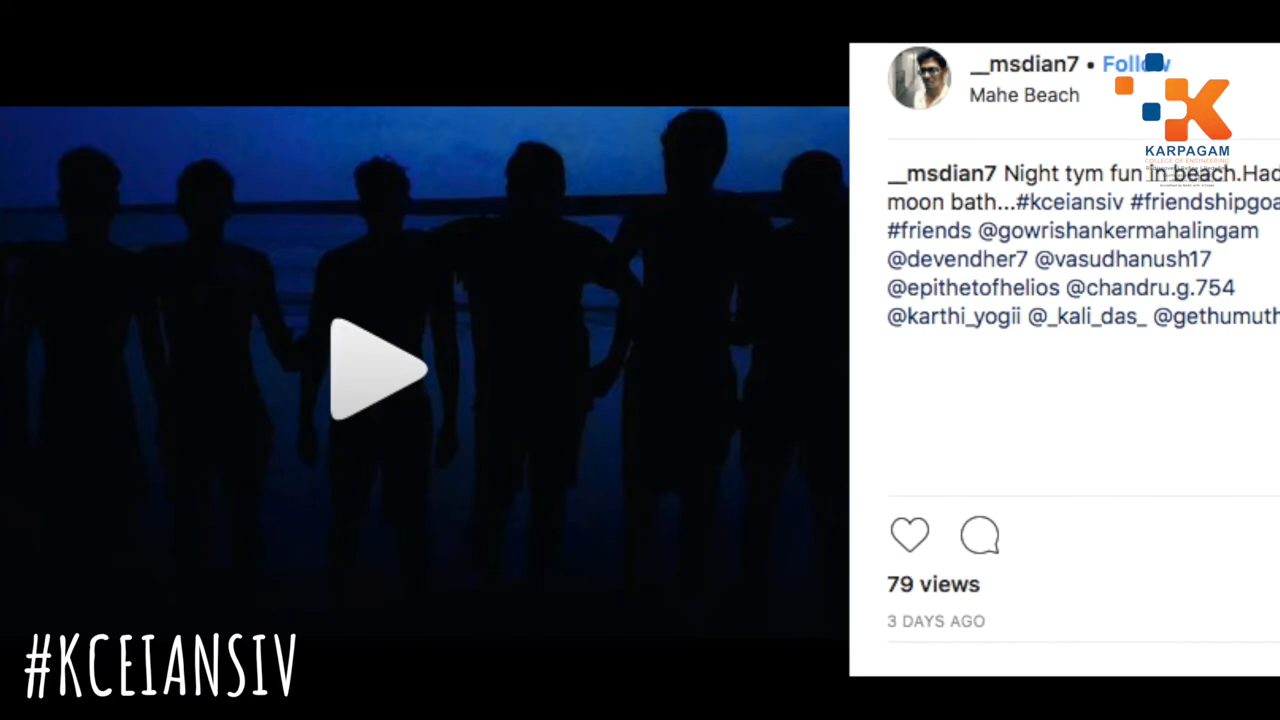 __msdian7 • Follow
Mahe Beach
KARPAGAM
COLLEGE OF ENGINEERING
__msdian7 Night tym fun in beach.Had
moon bath...#kceiansiv #friendshipgoa
#friends @gowrishankermahalingam
@devendher7 @vasudhanush17
@epithetofhelios @chandru.g.754
@karthi_yogii @_kali_das_ @gethumuth
79 views
3 DAYS AGO
#KCEIANSIV